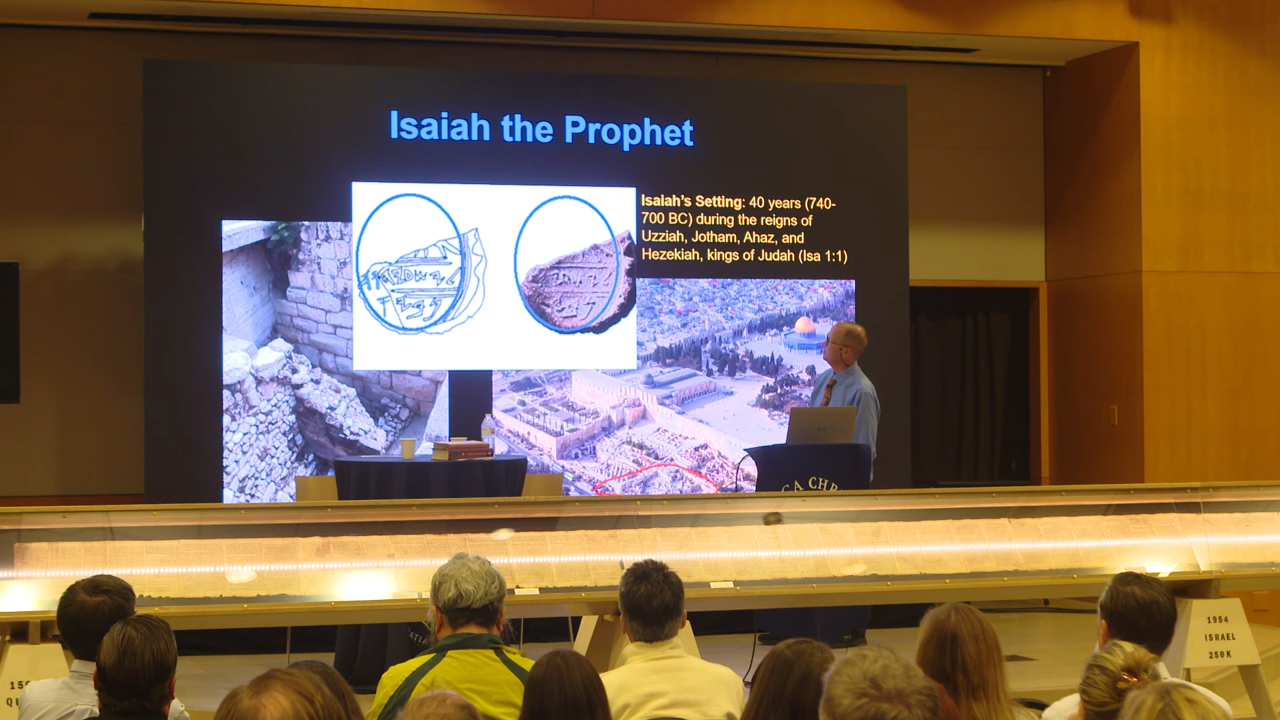 Isaiah the Prophet
Isaiah's Setting: 40 years (740-
700 BC) during the reigns of
Uzziah, Jotham, Ahaz, and
Hezekiah, kings of Judah (Isa 1:1)
1954
ISRAEL
250K